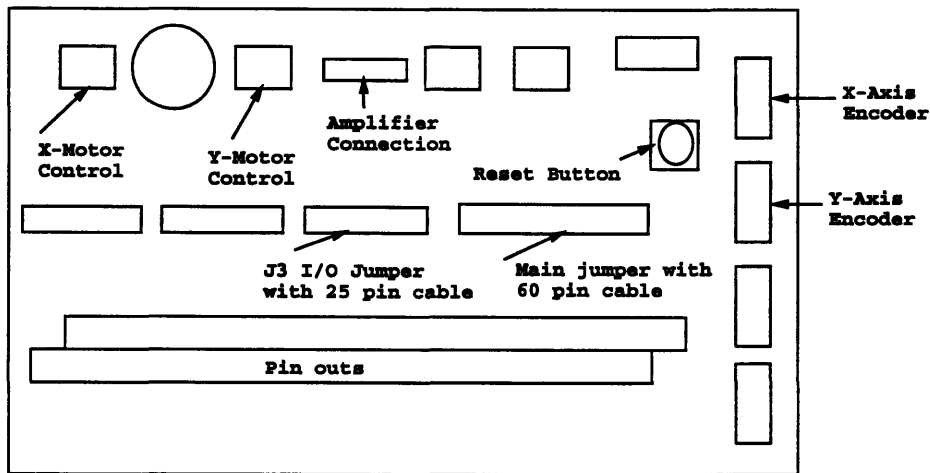 X-Axis
Encoder
Amplifier
Connection
X-Motor
Control
Y-Motor
Control
Reset Button
Y-Axis
Encoder
J3 I/O Jumper
with 25 pin cable
Main jumper with
60 pin cable
Pin outs